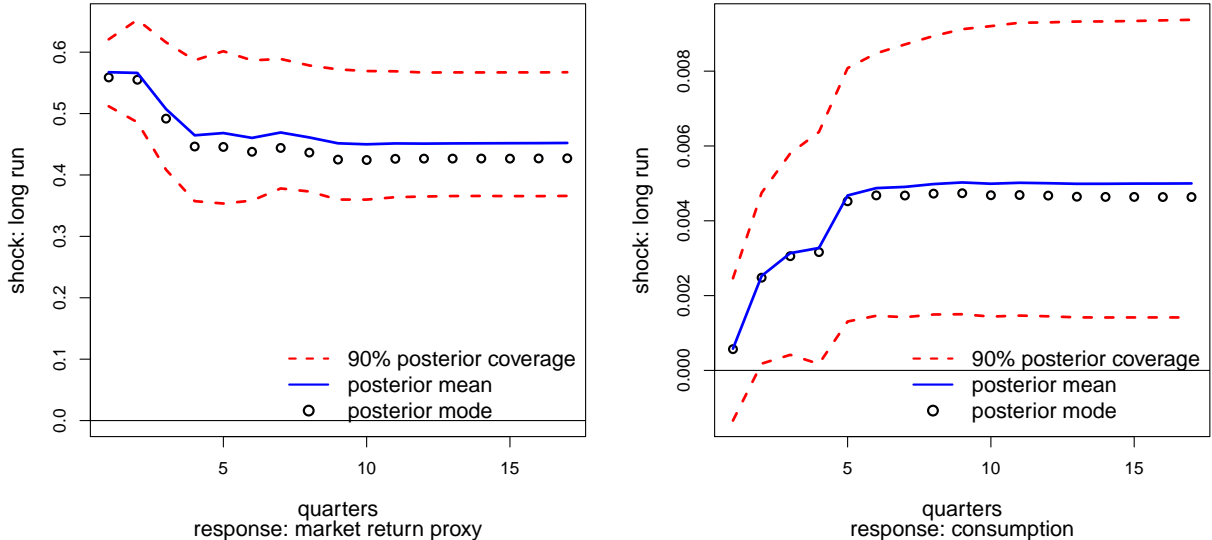 shock: long run
0.6
0.5
0.4
0.3
0.2
0.1
0.0
90% posterior coverage
posterior mean
posterior mode
5
10
15
quarters
response: market return proxy
shock: long run
0.008
0.006
0.004
0.002
0.000
90% posterior coverage
posterior mean
posterior mode
5
10
15
quarters
response: consumption